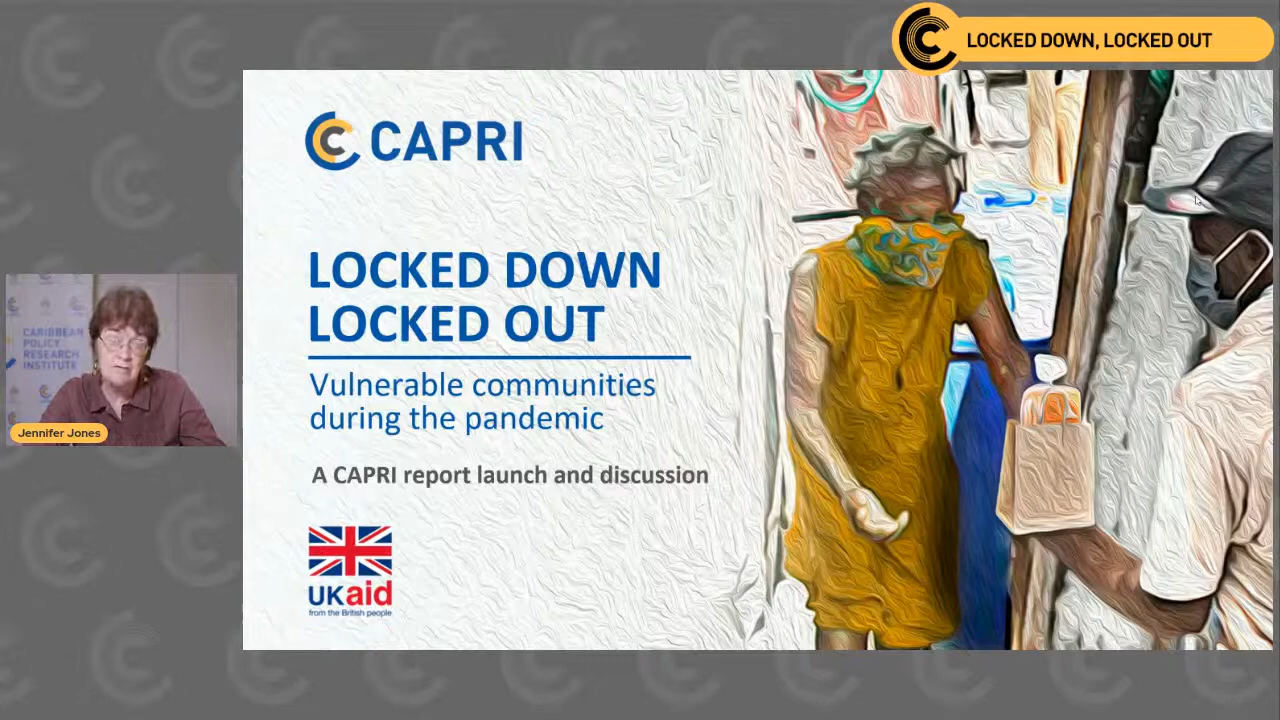 LOCKED DOWN, LOCKED OUT
CAPRI
LOCKED DOWN
LOCKED OUT
Vulnerable communities
during the pandemic
A CAPRI report launch and discussion
UKaid
from the British people
CARIBBEAN
POLICY
RESEARCH
INSTITUTE
Jennifer Jones